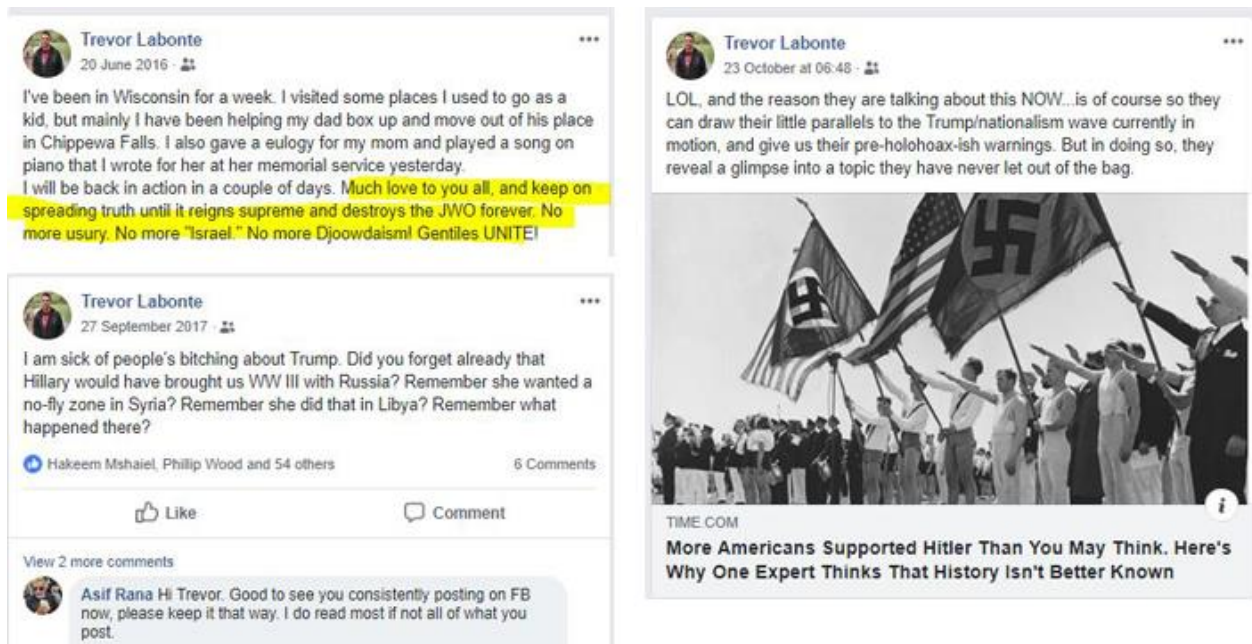 Trevor Labonte
20 June 2016
I've been in Wisconsin for a week. I visited some places I used to go as a
kid, but mainly I have been helping my dad box up and move out of his place
in Chippewa Falls. I also gave a eulogy for my mom and played a song on
piano that I wrote for her at her memorial service yesterday.
I will be back in action in a couple of days. Much love to you all, and keep on
spreading truth until it reigns supreme and destroys the JWO forever. No
more usury. No more "Israel." No more Djoowdaism! Gentiles UNITE!
Trevor Labonte
27 September 2017
I am sick of people's bitching about Trump. Did you forget already that
Hillary would have brought us WW III with Russia? Remember she wanted a
no-fly zone in Syria? Remember she did that in Libya? Remember what
happened there?
Hakeem Mshaiel, Phillip Wood and 54 others
6 Comments
Like
Comment
View 2 more comments
Asif Rana Hi Trevor. Good to see you consistently posting on FB
now, please keep it that way. I do read most if not all of what you
post.
Trevor Labonte
23 October at 06:48
LOL, and the reason they are talking about this NOW...is of course so they
can draw their little parallels to the Trump/nationalism wave currently in
motion, and give us their pre-holohoax-ish warnings. But in doing so, they
reveal a glimpse into a topic they have never let out of the bag.
i
TIME.COM
More Americans Supported Hitler Than You May Think. Here's
Why One Expert Thinks That History Isn't Better Known